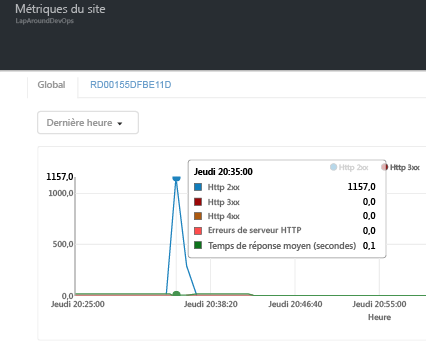 Métriques du site
LapAroundDevOps
Global
RD00155DFBE11D
Dernière heure
Http 2xx
Http 3xx
1157,0
1000,0
500,0
0,0
Jeudi 20:35:00
Http 2xx 1157,0
Http 3xx 0,0
Http 4xx 0,0
Erreurs de serveur HTTP 0,0
Temps de réponse moyen (secondes) 0,1
Jeudi 20:25:00
Jeudi 20:38:20
Jeudi 20:46:40
Jeudi 20:55:00
Heure